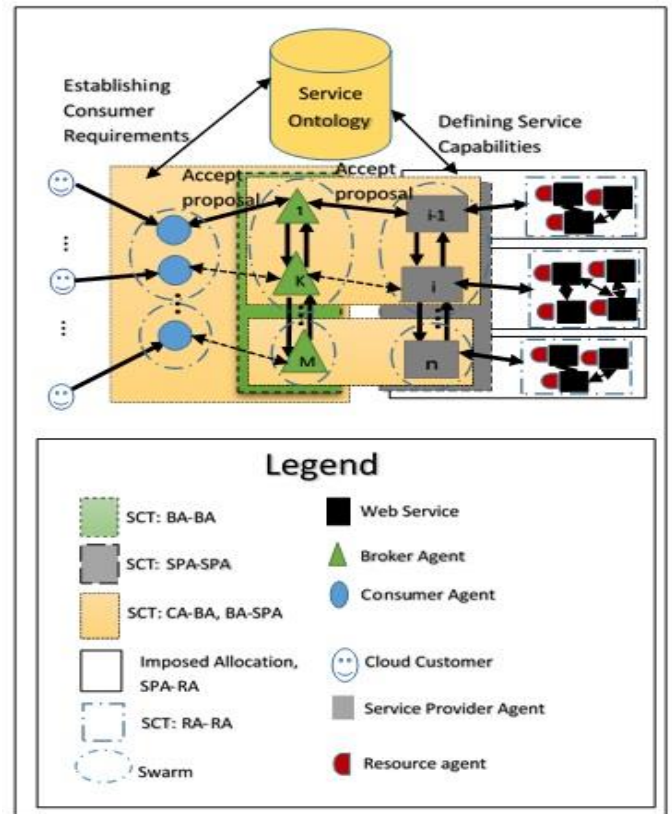 Establishing
Consumer
Requirements
Service
Ontology
Defining Service
Capabilities
Accept
proposal
Accept
proposal
1
i-1
K
i
M
n
Legend
SCT: BA-BA
SCT: SPA-SPA
SCT: CA-BA, BA-SPA
Imposed Allocation,
SPA-RA
SCT: RA-RA
Swarm
Web Service
Broker Agent
Consumer Agent
Cloud Customer
Service Provider Agent
Resource agent